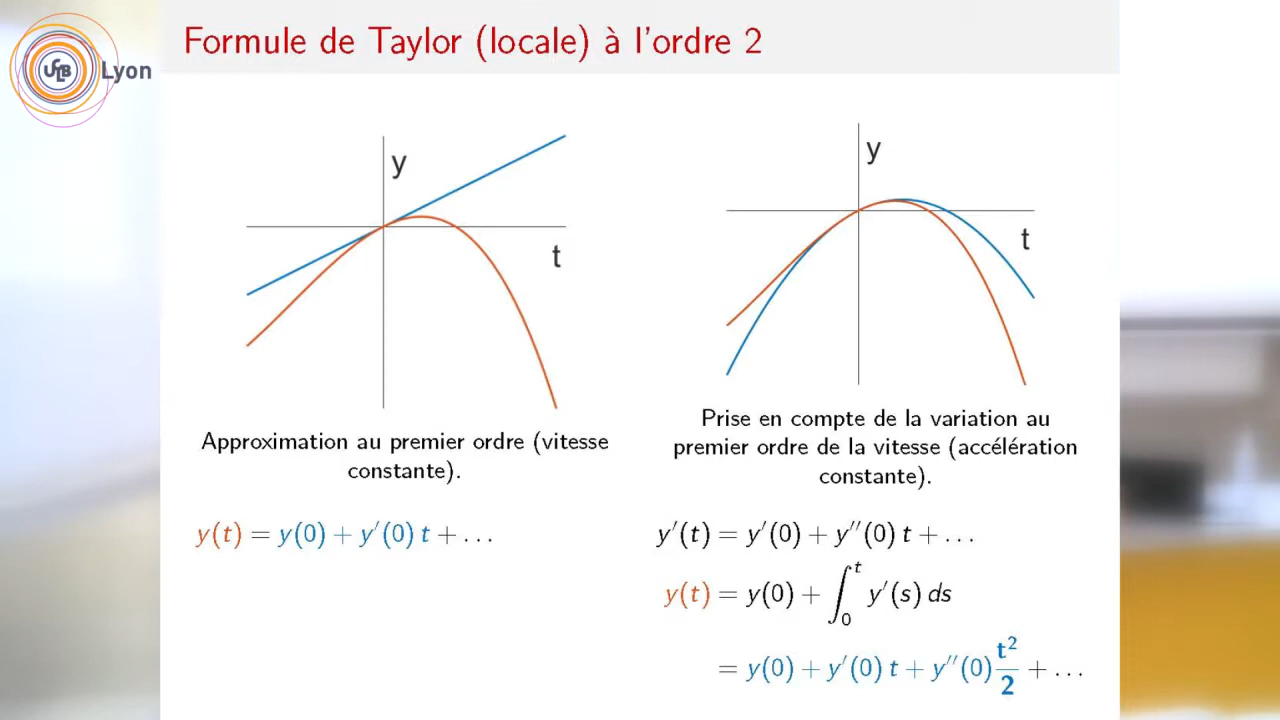 Formule de Taylor (locale) à l'ordre 2
USLB Lyon
y
t
y
t
Approximation au premier ordre (vitesse
constante).
y(t) = y(0) + y′(0) t + ...
Prise en compte de la variation au
premier ordre de la vitesse (accélération
constante).
y′(t) = y′(0) + y″(0) t + ...
y(t) = y(0) + ∫₀ᵗ y′(s) ds
= y(0) + y′(0) t + y″(0) t²/2 + ...